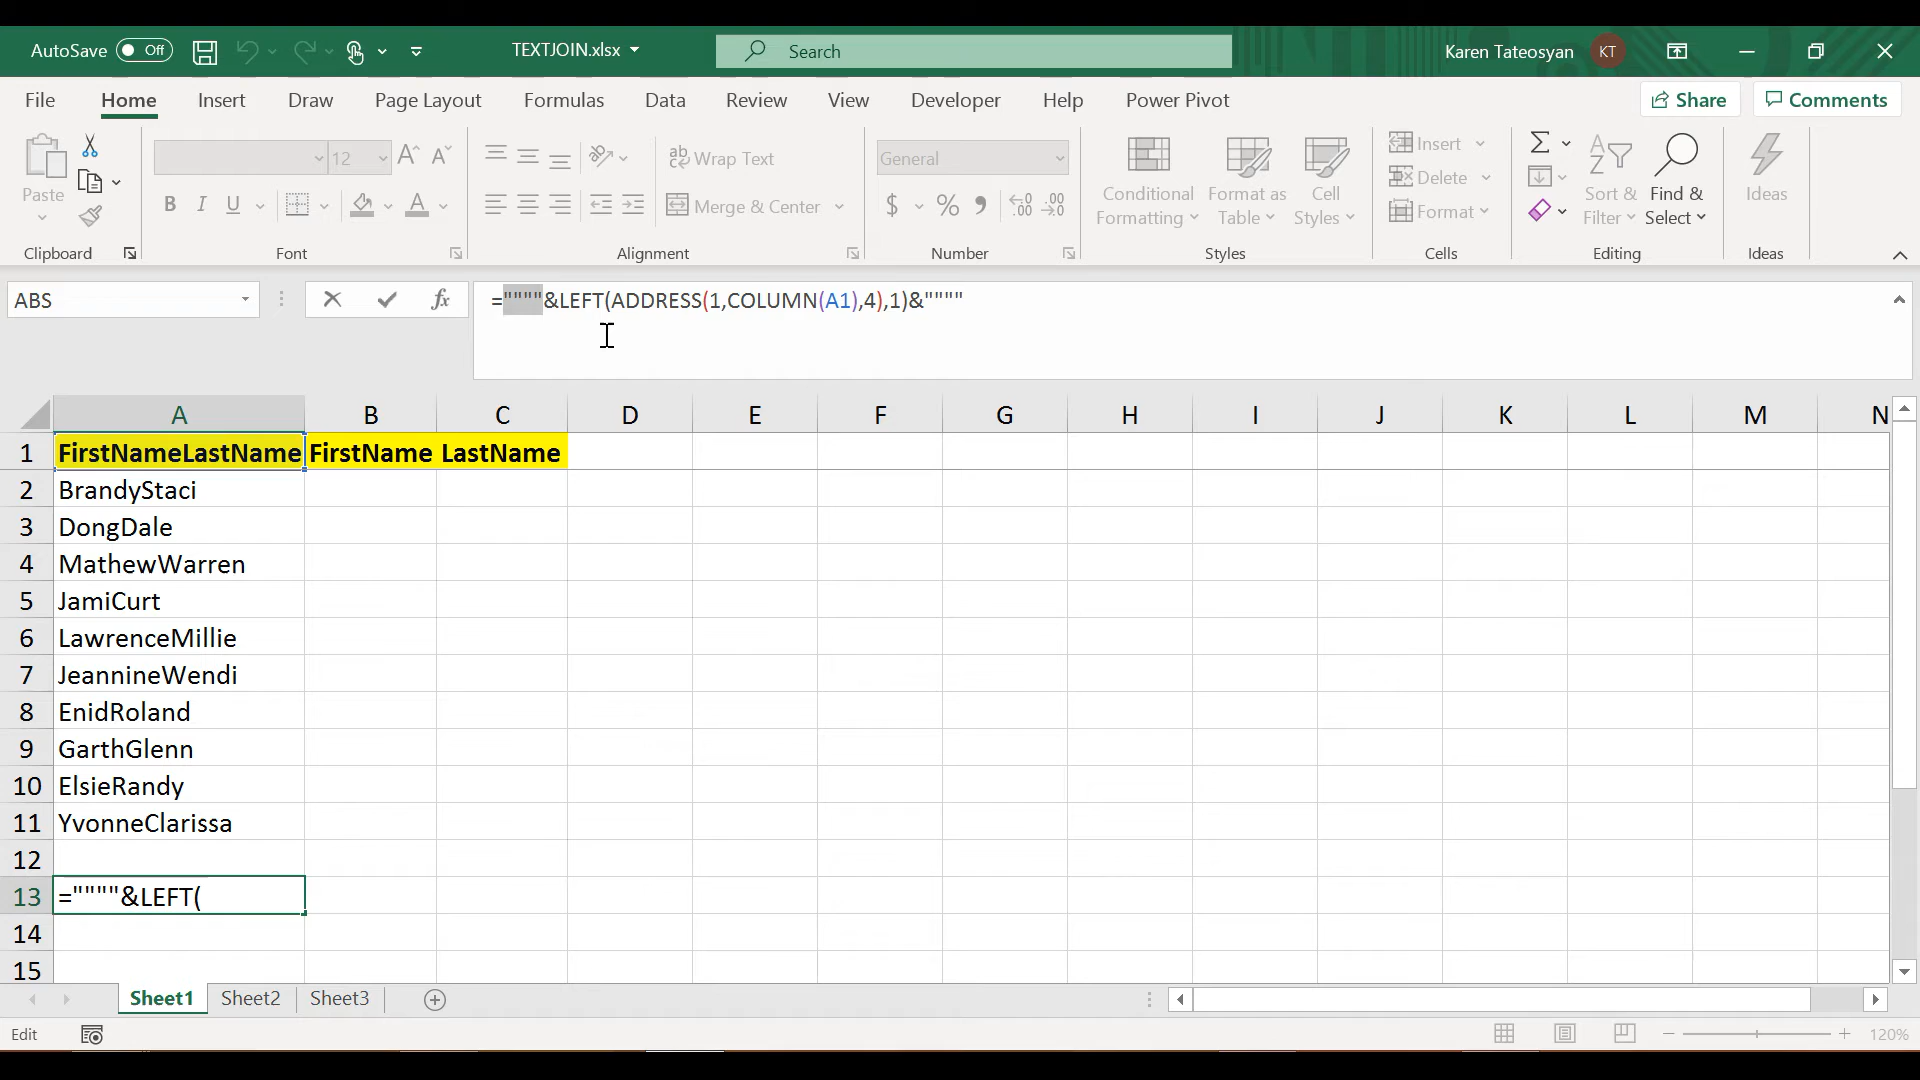 AutoSave Off TEXTJOIN.xlsx Search Karen Tateosyan KT
File Home Insert Draw Page Layout Formulas Data Review View Developer Help Power Pivot Share Comments
Paste 12 A A ab Wrap Text General Conditional Formatting Format as Table Cell Styles Insert Delete Format Sort & Filter Find & Select Ideas
B I U A Merge & Center $ % 9
Clipboard Font Alignment Number Styles Cells Editing Ideas
ABS fx =""""&LEFT(ADDRESS(1,COLUMN(A1),4),1)&""""
A B C D E F G H I J K L M N
1 FirstNameLastName FirstName LastName
2 BrandyStaci
3 DongDale
4 MathewWarren
5 JamiCurt
6 LawrenceMillie
7 JeannineWendi
8 EnidRoland
9 GarthGlenn
10 ElsieRandy
11 YvonneClarissa
12
13 =""""&LEFT(
14
15
Sheet1 Sheet2 Sheet3
Edit 120%